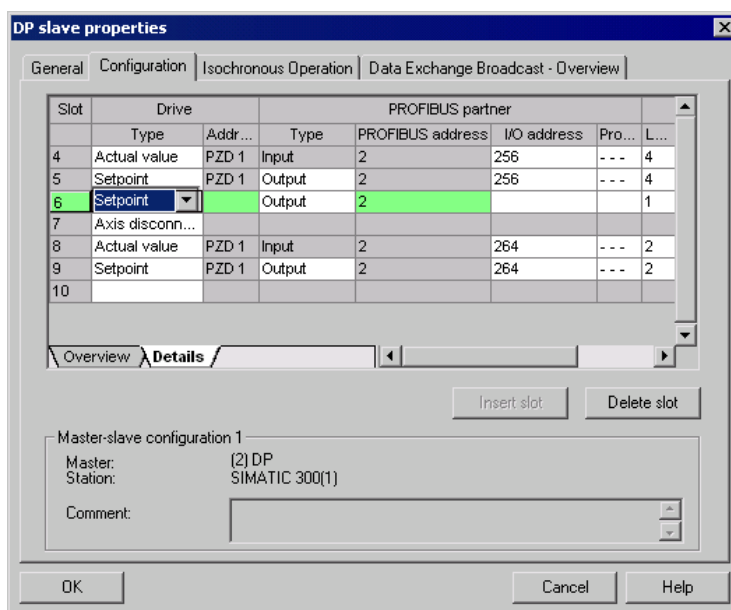 DP slave properties
General Configuration Isochronous Operation Data Exchange Broadcast - Overview
Slot Drive PROFIBUS partner
Type Addr... Type PROFIBUS address I/O address Pro... L...
4 Actual value PZD 1 Input 2 256 - - - 4
5 Setpoint PZD 1 Output 2 256 - - - 4
6 Setpoint Output 2 1
7 Axis disconn...
8 Actual value PZD 1 Input 2 264 - - - 2
9 Setpoint PZD 1 Output 2 264 - - - 2
10
Overview Details
Insert slot Delete slot
Master-slave configuration 1
Master: (2) DP
Station: SIMATIC 300(1)
Comment:
OK Cancel Help